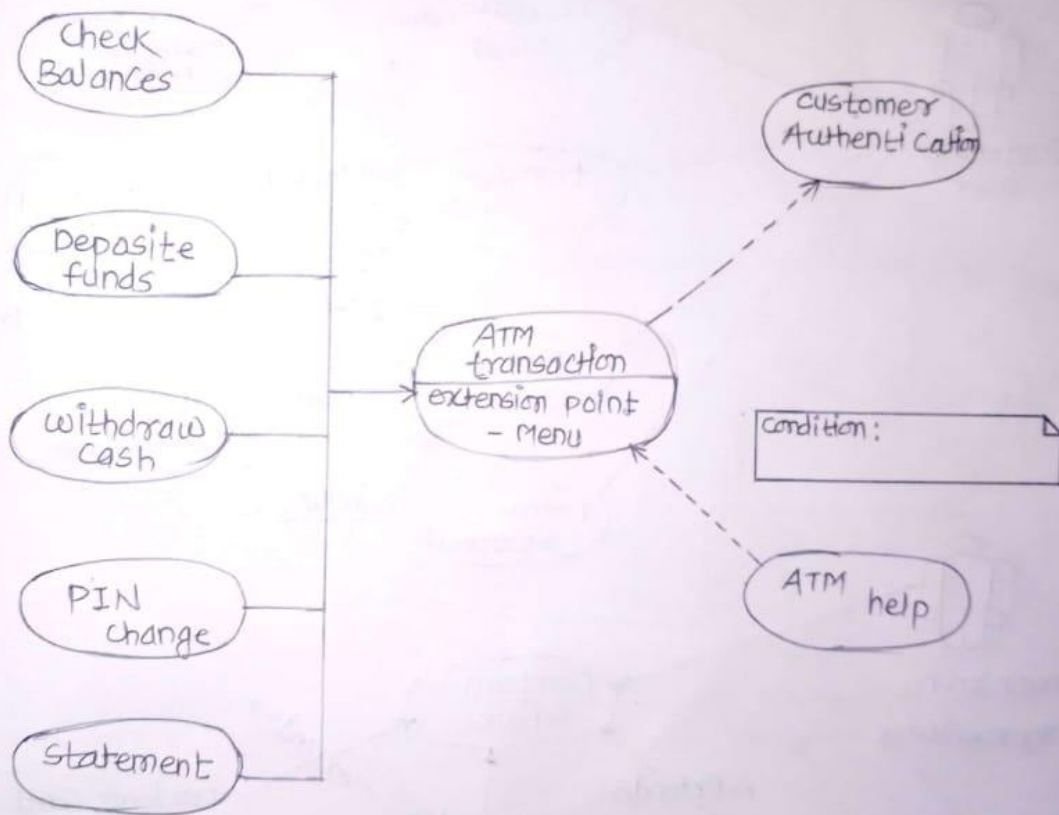 Check
Balances
Deposite
funds
Withdraw
Cash
PIN
change
Statement
ATM
transaction
extension point
- Menu
customer
Authentication
Condition:
ATM help